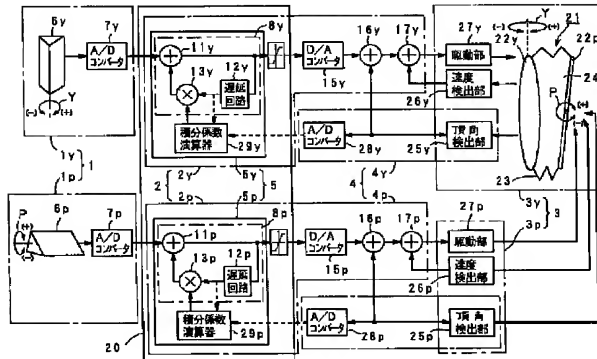 6y
7y
8y
16y
17y
22y
Y
21
22p
A/D
コンバータ
11y
D/A
コンバータ
27y
駆動部
(-)
(+)
24
13y
12y
遅延
回路
15y
速度
検出部
26y
P
(-)
(+)
Y
積分係数
演算器
29y
A/D
コンバータ
28y
頂角
検出部
25y
23
1y
1
1p
2y
6y
5
2
2p
5p
4y
4
4p
3y
3
3p
P
(+)
(-)
6p
7p
8p
16p
17p
27p
A/D
コンバータ
11p
D/A
コンバータ
駆動部
13p
12p
遅延
回路
15p
速度
検出部
26p
積分係数
演算器
29p
A/D
コンバータ
28p
頂角
検出部
25p
20